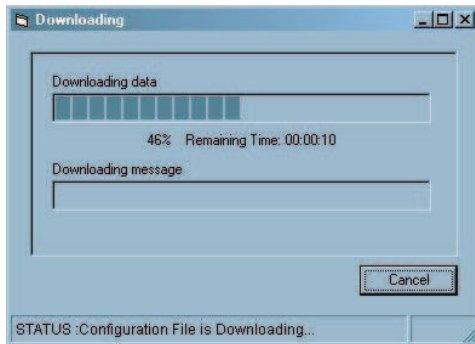 Downloading
Downloading data
46% Remaining Time: 00:00:10
Downloading message
Cancel
STATUS :Configuration File is Downloading...